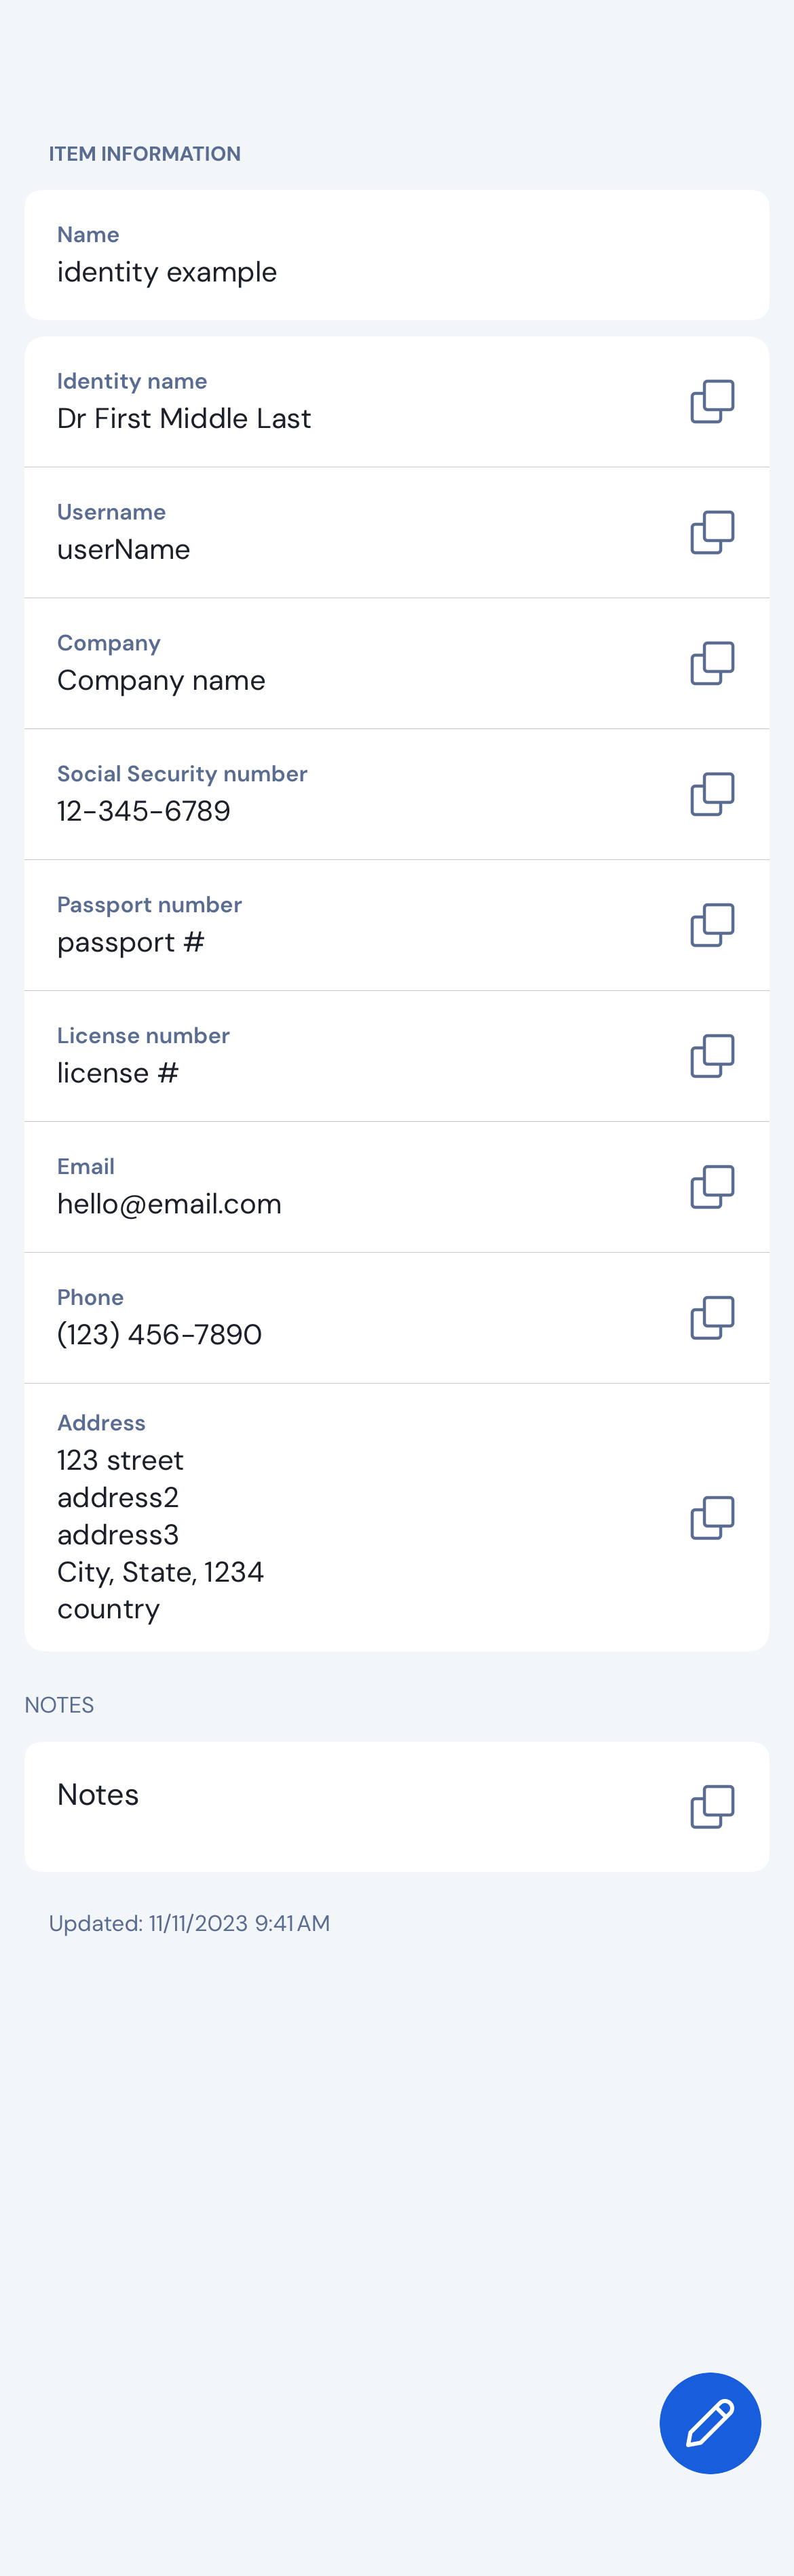 ITEM INFORMATION
Name
identity example
Identity name
Dr First Middle Last
Username
userName
Company
Company name
Social Security number
12-345-6789
Passport number
passport #
License number
license #
Email
hello@email.com
Phone
(123) 456-7890
Address
123 street
address2
address3
City, State, 1234
country
NOTES
Notes
Updated: 11/11/2023 9:41 AM